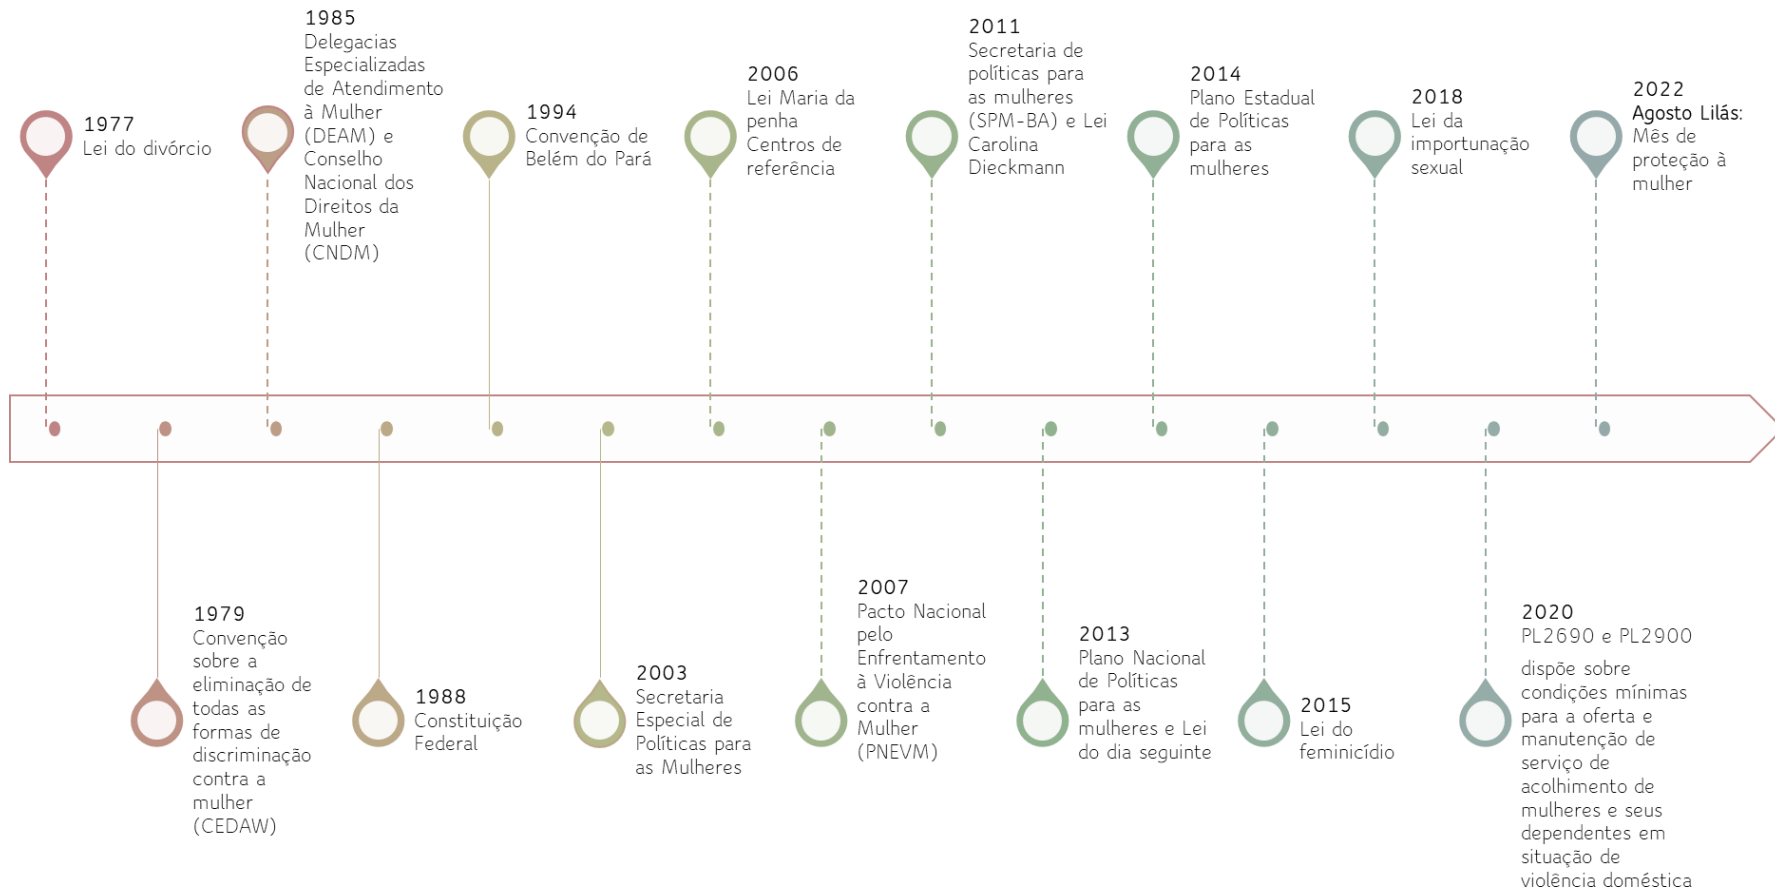 1977
Lei do divórcio
1979
Convenção
sobre a
eliminação de
todas as
formas de
discriminação
contra a
mulher
(CEDAW)
1985
Delegacias
Especializadas
de Atendimento
à Mulher
(DEAM) e
Conselho
Nacional dos
Direitos da
Mulher
(CNDM)
1988
Constituição
Federal
1994
Convenção de
Belém do Pará
2003
Secretaria
Especial de
Políticas para
as Mulheres
2006
Lei Maria da
penha
Centros de
referência
2007
Pacto Nacional
pelo
Enfrentamento
à Violência
contra a
Mulher
(PNEVM)
2011
Secretaria de
políticas para
as mulheres
(SPM-BA) e Lei
Carolina
Dieckmann
2013
Plano Nacional
de Políticas
para as
mulheres e Lei
do dia seguinte
2014
Plano Estadual
de Políticas
para as
mulheres
2015
Lei do
feminicídio
2018
Lei da
importunação
sexual
2020
PL2690 e PL2900
dispõe sobre
condições mínimas
para a oferta e
manutenção de
serviço de
acolhimento de
mulheres e seus
dependentes em
situação de
violência doméstica
2022
Agosto Lilás:
Mês de
proteção à
mulher